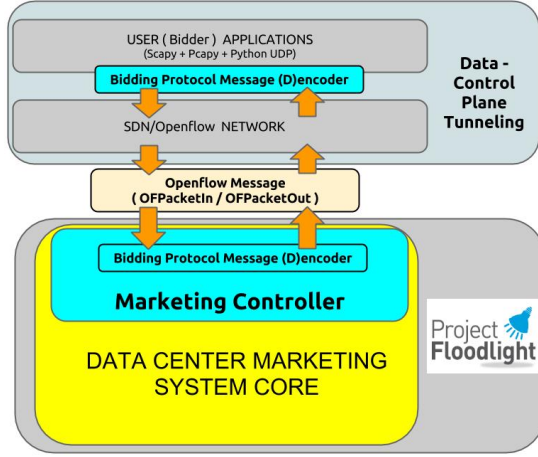 USER ( Bidder ) APPLICATIONS
(Scapy + Pcapy + Python UDP)
Bidding Protocol Message (D)encoder
SDN/Openflow NETWORK
Data -
Control
Plane
Tunneling
Openflow Message
( OFPacketIn / OFPacketOut )
Bidding Protocol Message (D)encoder
Marketing Controller
DATA CENTER MARKETING
SYSTEM CORE
Project
Floodlight